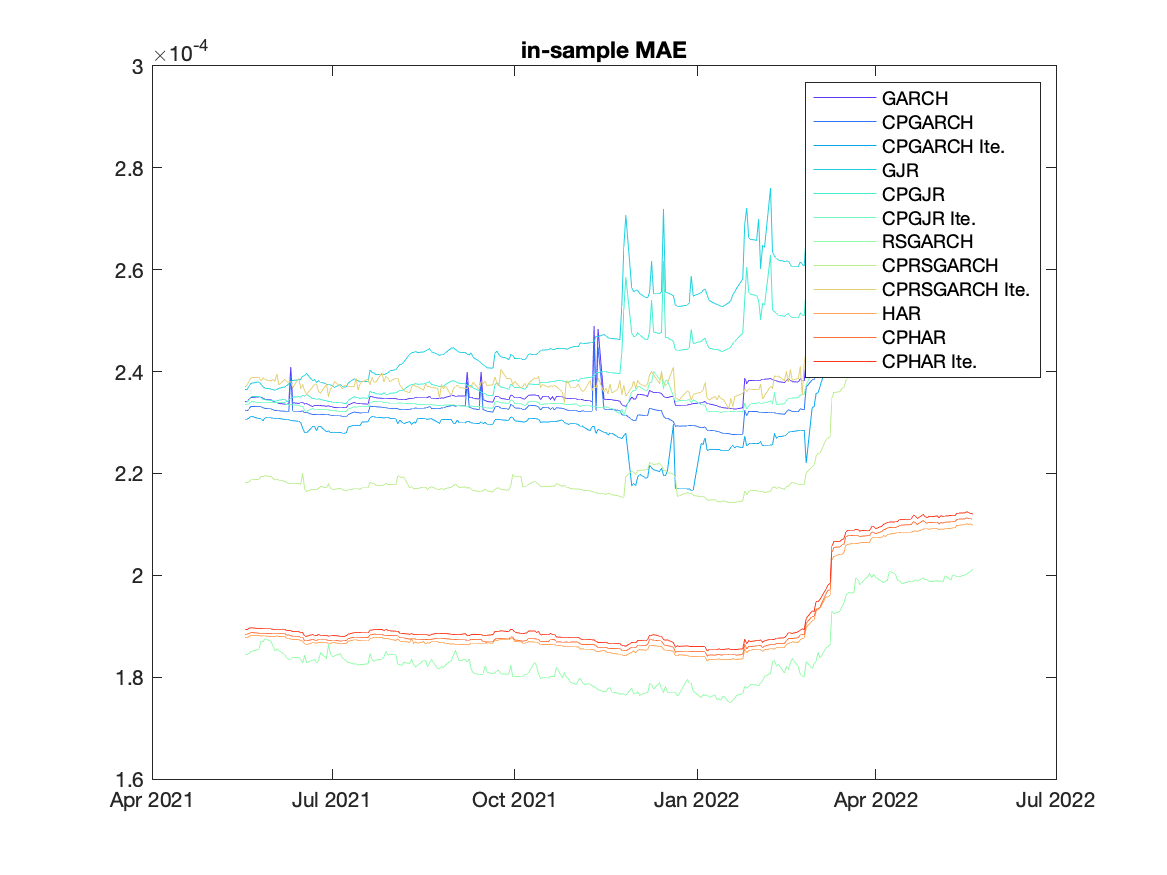 in-sample MAE
×10-4
3
2.8
2.6
2.4
2.2
2
1.8
1.6
Apr 2021
Jul 2021
Oct 2021
Jan 2022
Apr 2022
Jul 2022
GARCH
CPGARCH
CPGARCH Ite.
GJR
CPGJR
CPGJR Ite.
RSGARCH
CPRSGARCH
CPRSGARCH Ite.
HAR
CPHAR
CPHAR Ite.